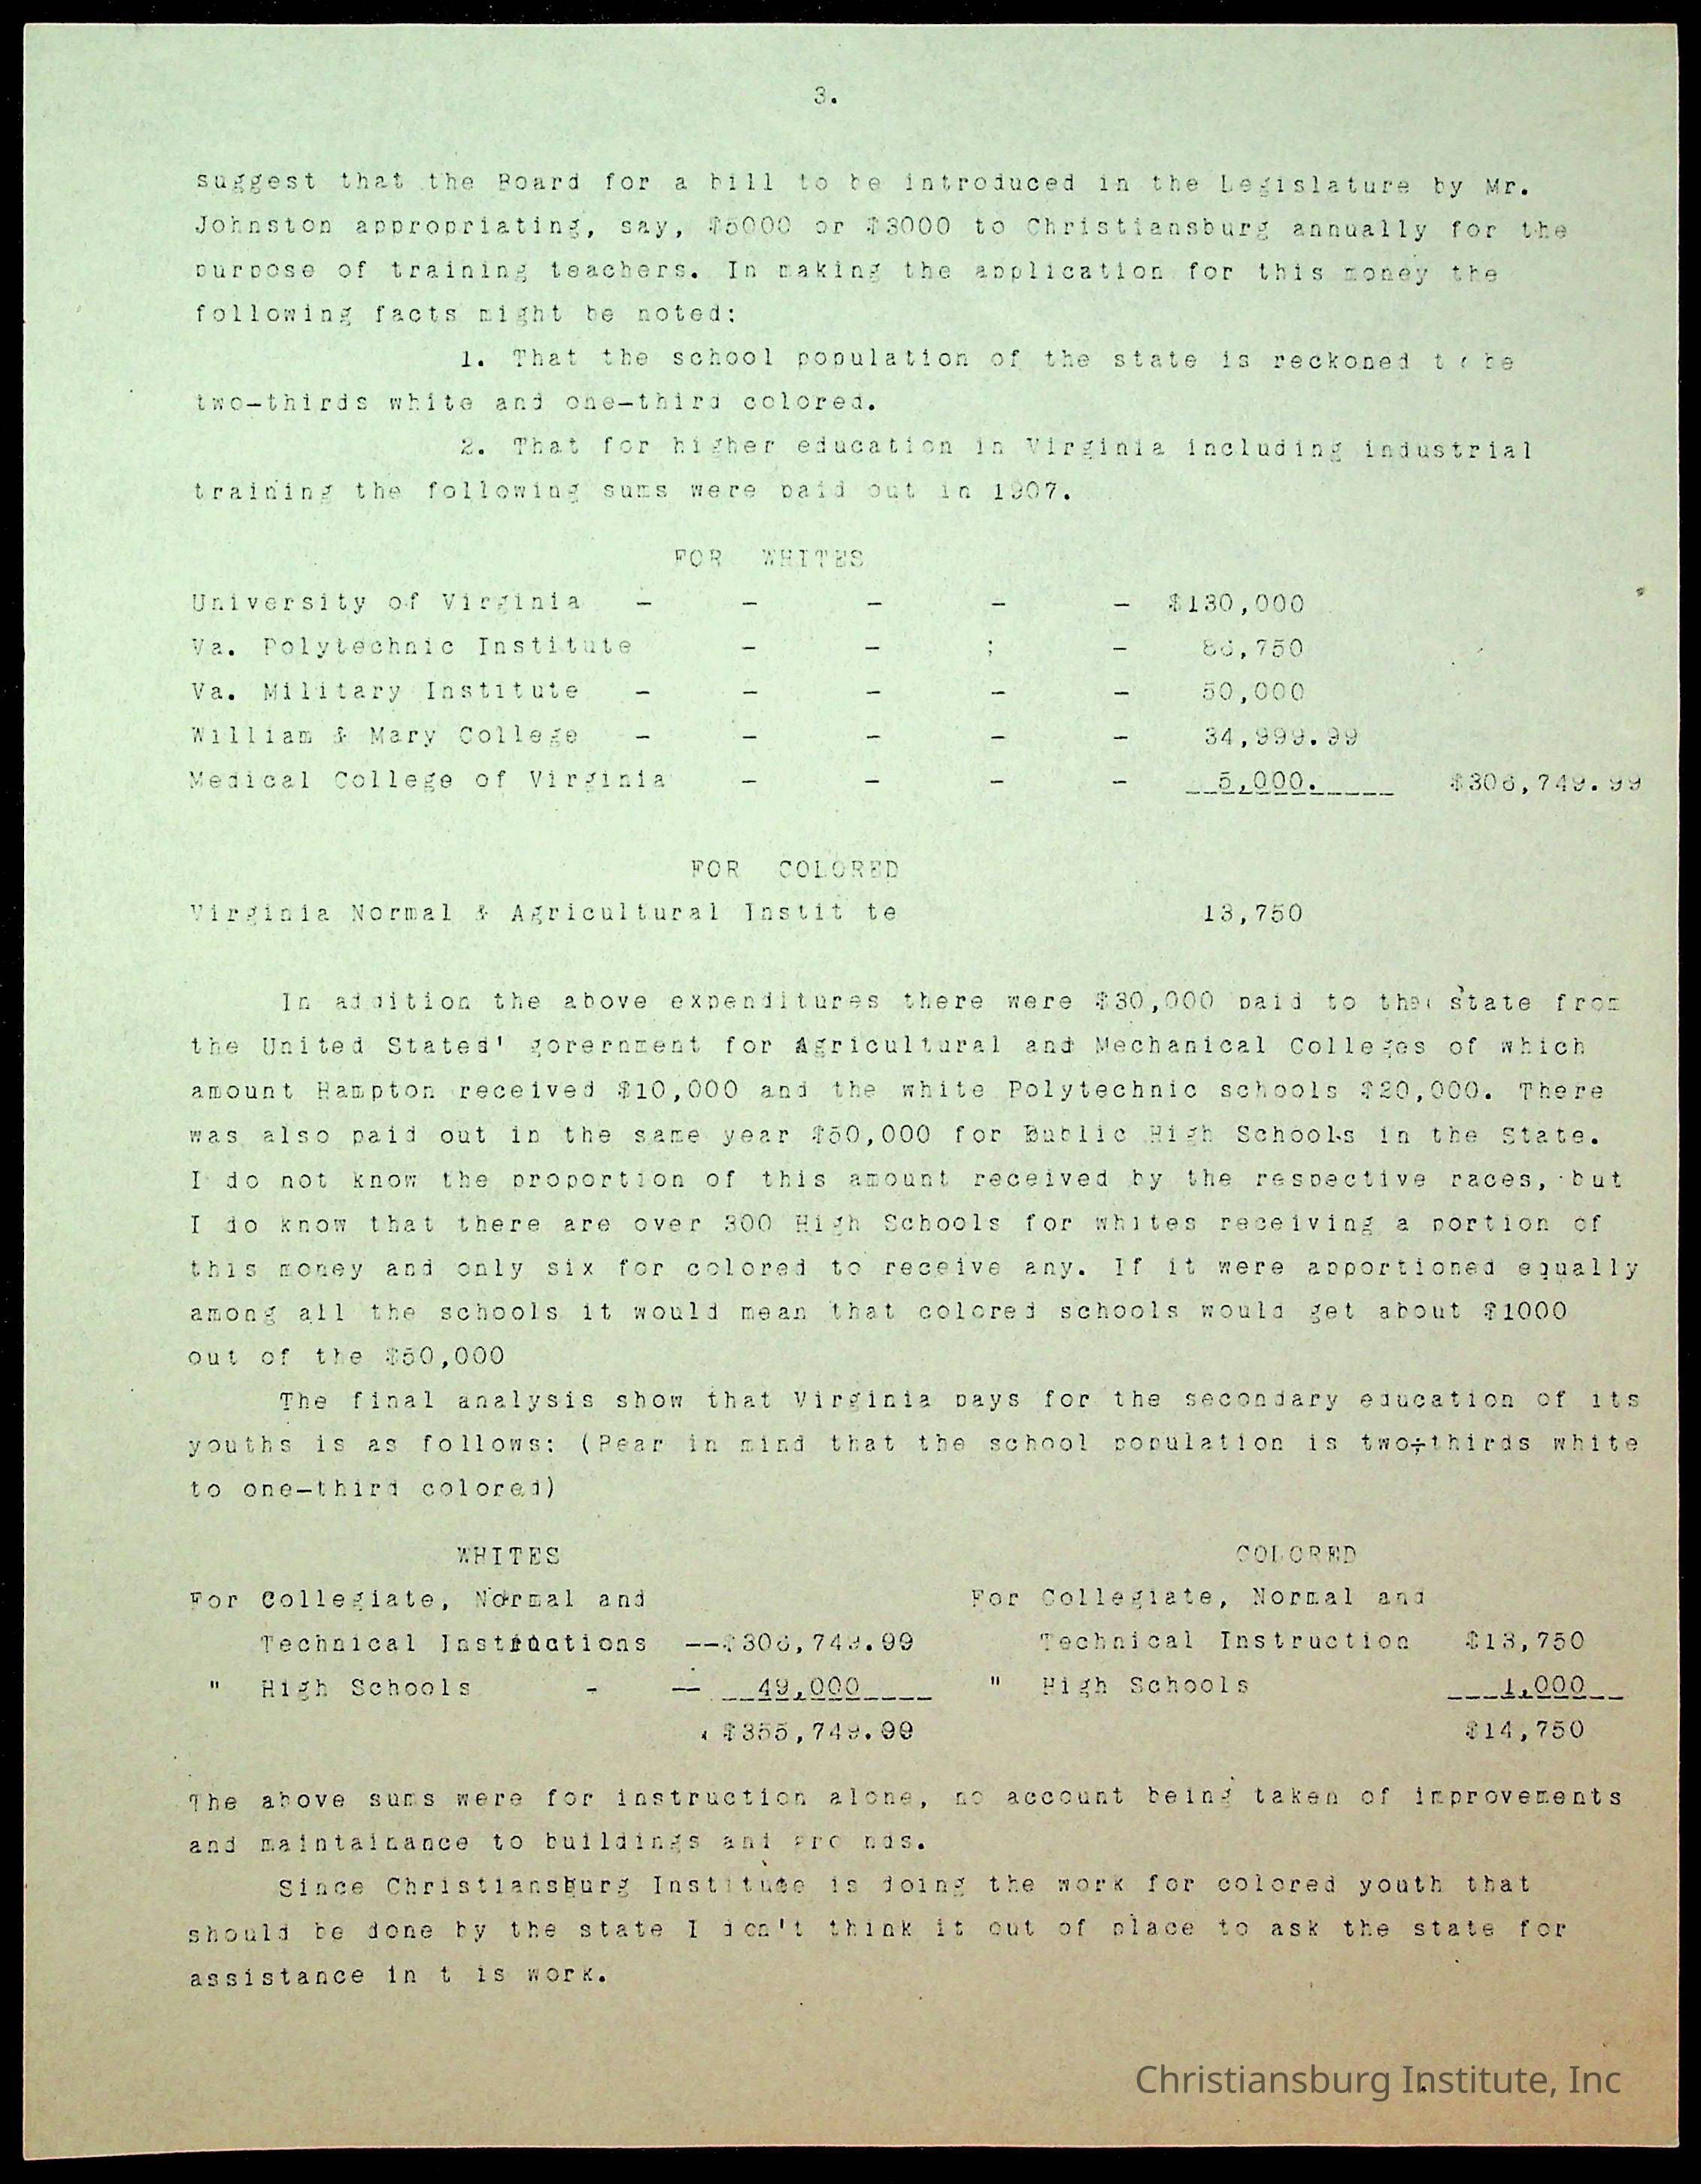 3.
suggest that the Board for a bill to be introduced in the Legislature by Mr.
Johnston appropriating, say, $5000 or $3000 to Christiansburg annually for the
purpose of training teachers. In making the application for this money the
following facts might be noted:
1. That the school population of the state is reckoned to be
two-thirds white and one-third colored.
2. That for higher education in Virginia including industrial
training the following sums were paid out in 1907.
FOR WHITES
University of Virginia - - - - - $130,000
Va. Polytechnic Institute - - ; - 86,750
Va. Military Institute - - - - - 50,000
William & Mary College - - - - - 34,999.99
Medical College of Virginia - - - - 5,000. $306,749.99
FOR COLORED
Virginia Normal & Agricultural Instit te 13,750
In addition the above expenditures there were $30,000 paid to the state from
the United States' gorernment for Agricultural and Mechanical Colleges of which
amount Hampton received $10,000 and the white Polytechnic schools $20,000. There
was also paid out in the same year $50,000 for Public High Schools in the State.
I do not know the proportion of this amount received by the respective races, but
I do know that there are over 300 High Schools for whites receiving a portion of
this money and only six for colored to receive any. If it were apportioned equally
among all the schools it would mean that colored schools would get about $1000
out of the $50,000
The final analysis show that Virginia pays for the secondary education of its
youths is as follows: (Bear in mind that the school population is two-thirds white
to one-third colored)
WHITES COLORED
For Collegiate, Normal and For Collegiate, Normal and
Technical Instructions --$306,749.99 Technical Instruction $13,750
" High Schools - -- 49,000 " High Schools 1,000
$355,749.99 $14,750
The above sums were for instruction alone, no account being taken of improvements
and maintainance to buildings and gro nds.
Since Christiansburg Institute is doing the work for colored youth that
should be done by the state I don't think it out of place to ask the state for
assistance in t is work.
Christiansburg Institute, Inc